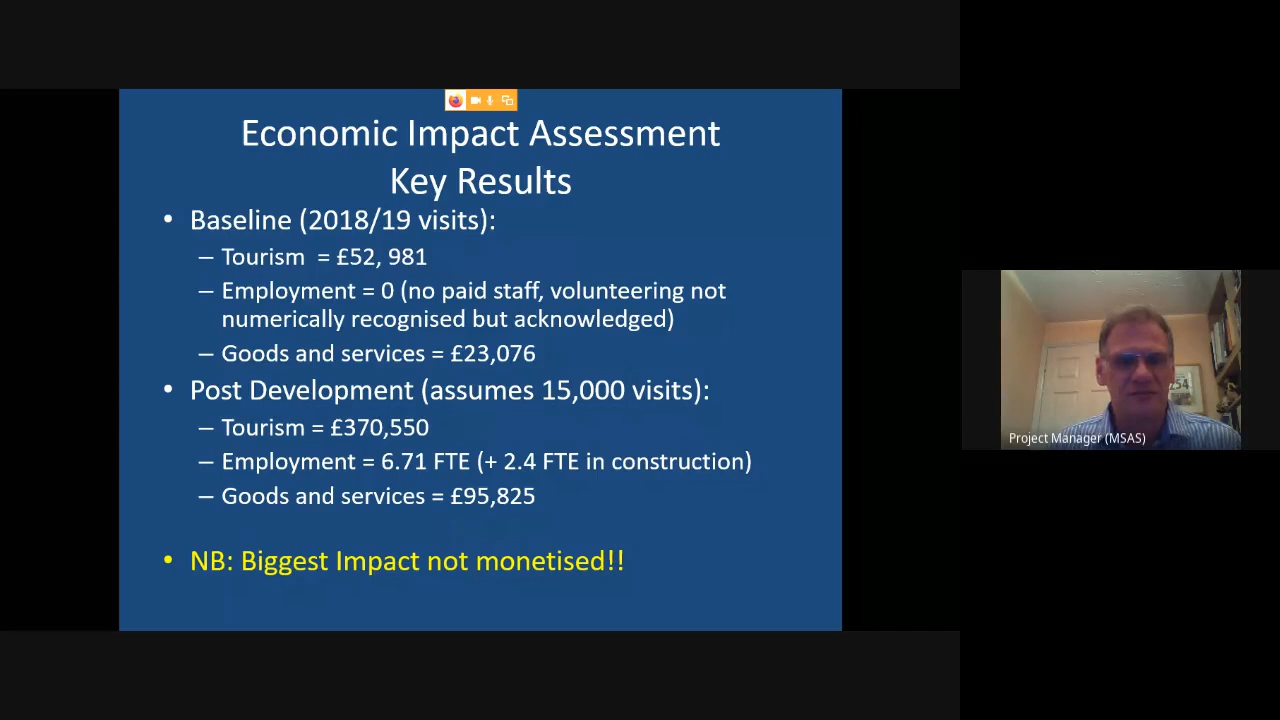 Economic Impact Assessment
Key Results
• Baseline (2018/19 visits):
– Tourism = £52, 981
– Employment = 0 (no paid staff, volunteering not
numerically recognised but acknowledged)
– Goods and services = £23,076
• Post Development (assumes 15,000 visits):
– Tourism = £370,550
– Employment = 6.71 FTE (+ 2.4 FTE in construction)
– Goods and services = £95,825
• NB: Biggest Impact not monetised!!
254
Project Manager (MSAS)